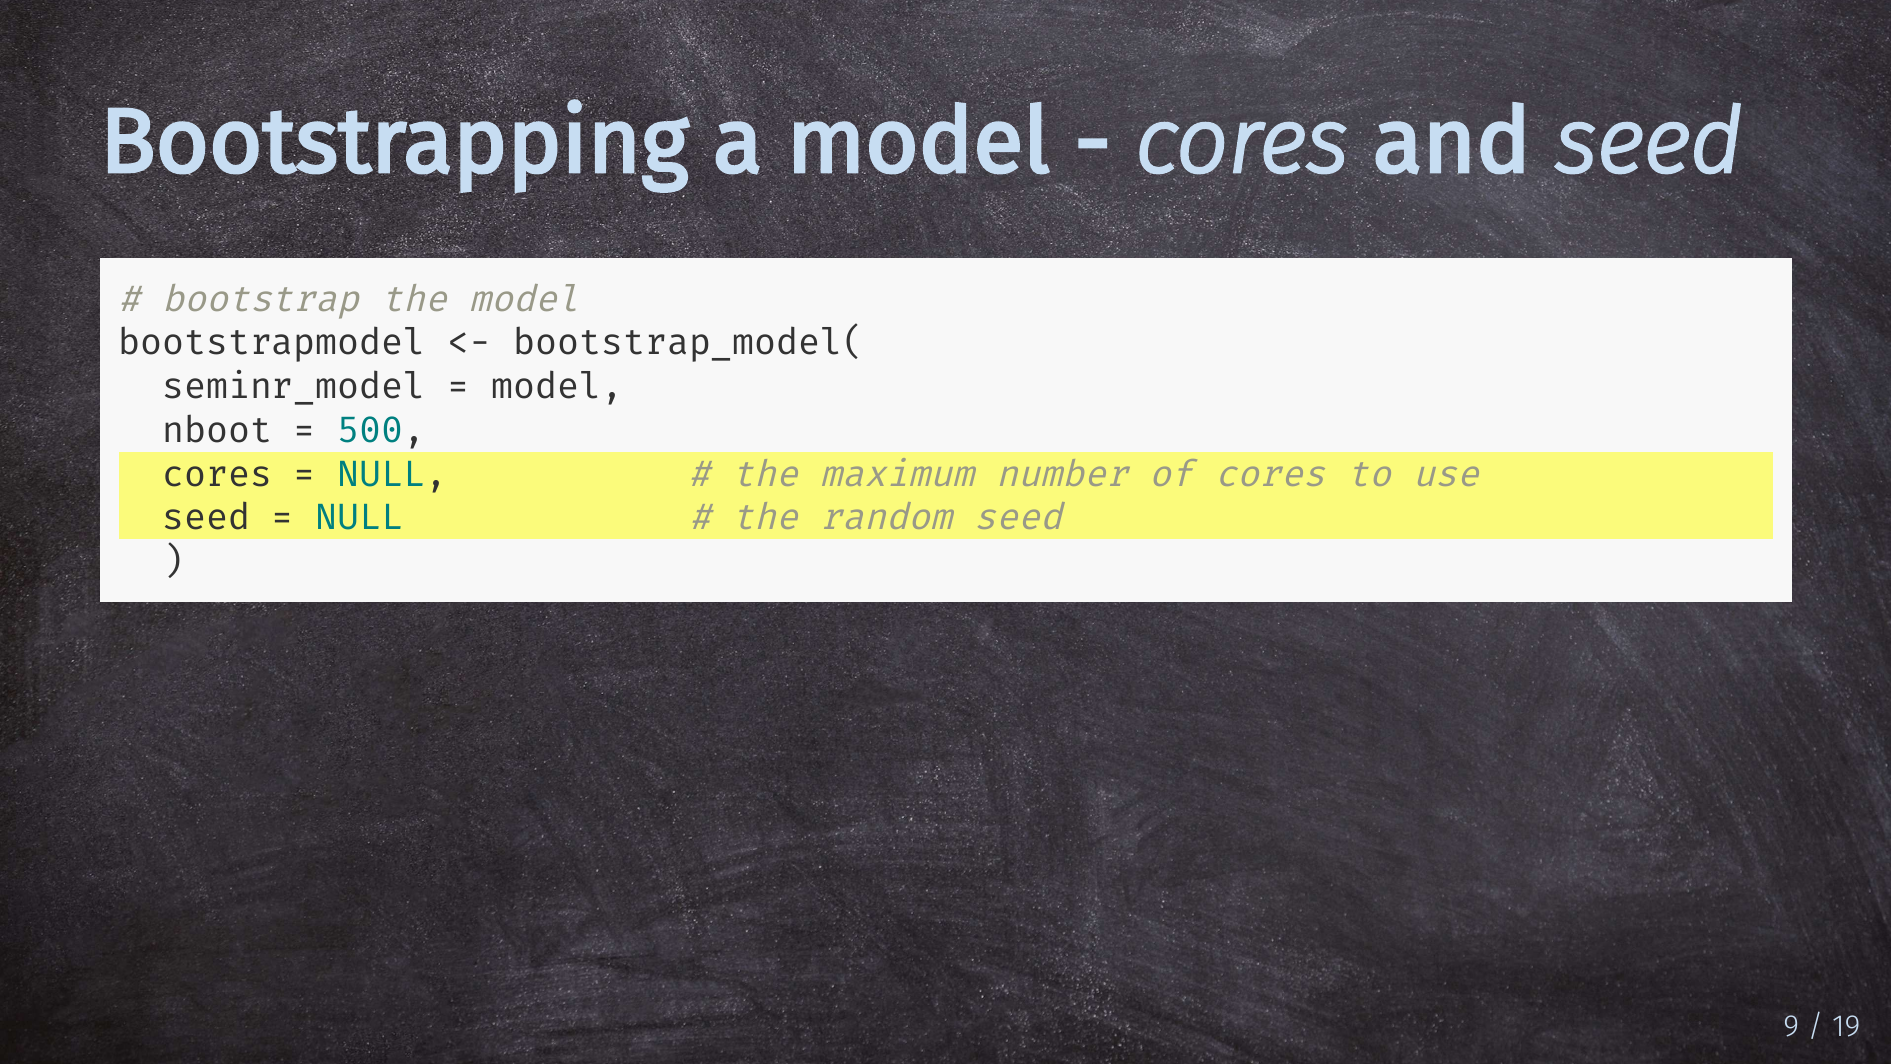 Bootstrapping a model - cores and seed
# bootstrap the model
bootstrapmodel <- bootstrap_model(
  seminr_model = model,
  nboot = 500,
  cores = NULL,           # the maximum number of cores to use
  seed = NULL             # the random seed
  )
9 / 19